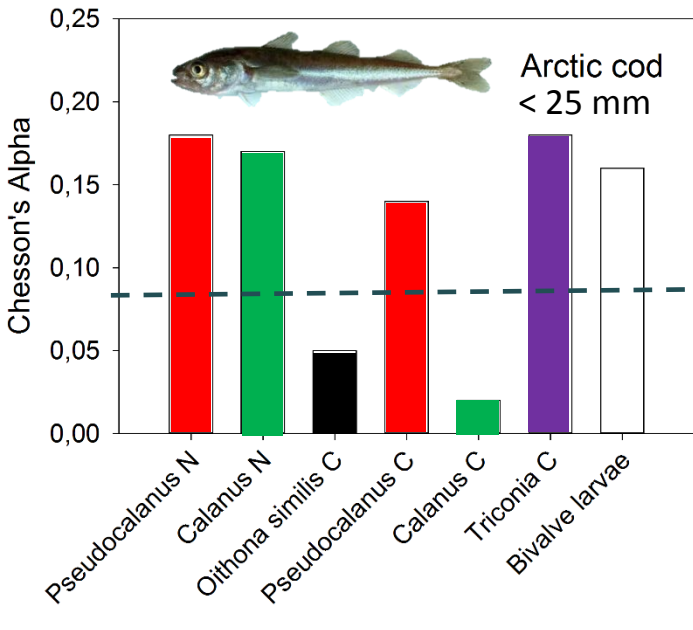 0,25
0,20
0,15
0,10
0,05
0,00
Chesson's Alpha
Arctic cod
< 25 mm
Pseudocalanus N
Calanus N
Oithona similis C
Pseudocalanus C
Calanus C
Triconia C
Bivalve larvae